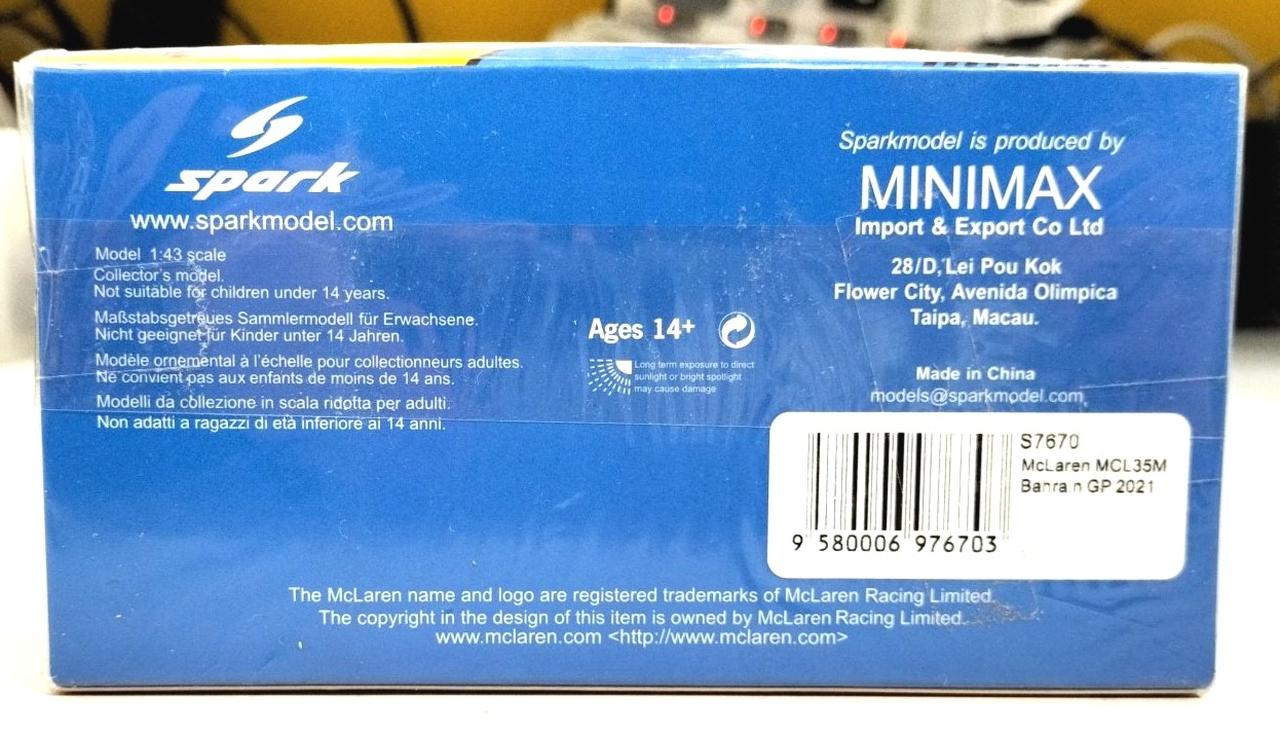 spark
www.sparkmodel.com
Model 1:43 scale
Collector's model.
Not suitable for children under 14 years.
Maßstabsgetreues Sammlermodell für Erwachsene.
Nicht geeignet für Kinder unter 14 Jahren.
Modèle ornemental à l'échelle pour collectionneurs adultes.
Ne convient pas aux enfants de moins de 14 ans.
Modelli da collezione in scala ridotta per adulti.
Non adatti a ragazzi di età inferiore ai 14 anni.
Ages 14+
Long term exposure to direct
sunlight or bright spotlight
may cause damage
Sparkmodel is produced by
MINIMAX
Import & Export Co Ltd
28/D, Lei Pou Kok
Flower City, Avenida Olimpica
Taipa, Macau.
Made in China
models@sparkmodel.com
S7670
McLaren MCL35M
Bahrain GP 2021
9 580006 976703
The McLaren name and logo are registered trademarks of McLaren Racing Limited.
The copyright in the design of this item is owned by McLaren Racing Limited.
www.mclaren.com <http://www.mclaren.com>